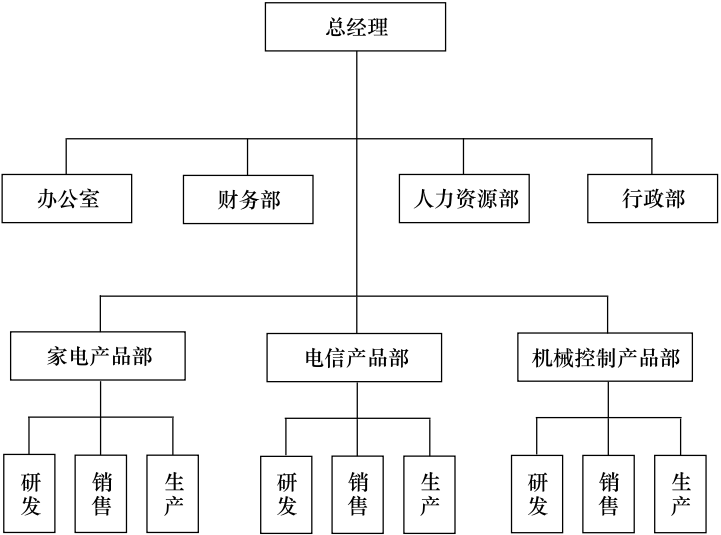 总经理
办公室
财务部
人力资源部
行政部
家电产品部
电信产品部
机械控制产品部
研发
销售
生产
研发
销售
生产
研发
销售
生产